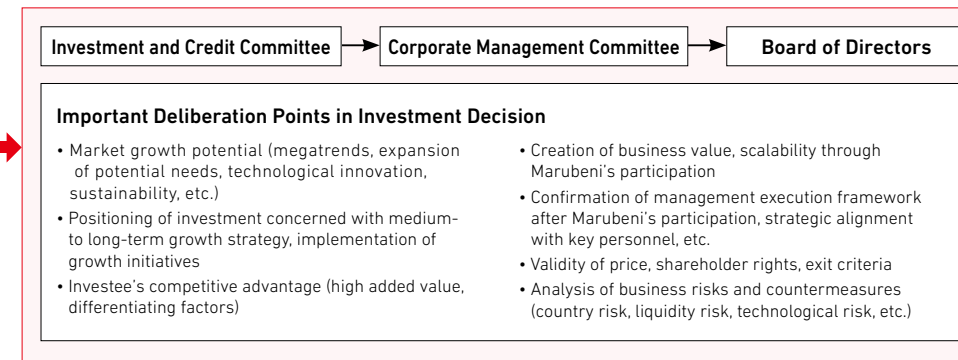 Investment and Credit Committee
Corporate Management Committee
Board of Directors
Important Deliberation Points in Investment Decision
• Market growth potential (megatrends, expansion
of potential needs, technological innovation,
sustainability, etc.)
• Positioning of investment concerned with medium-
to long-term growth strategy, implementation of
growth initiatives
• Investee's competitive advantage (high added value,
differentiating factors)
• Creation of business value, scalability through
Marubeni's participation
• Confirmation of management execution framework
after Marubeni's participation, strategic alignment
with key personnel, etc.
• Validity of price, shareholder rights, exit criteria
• Analysis of business risks and countermeasures
(country risk, liquidity risk, technological risk, etc.)